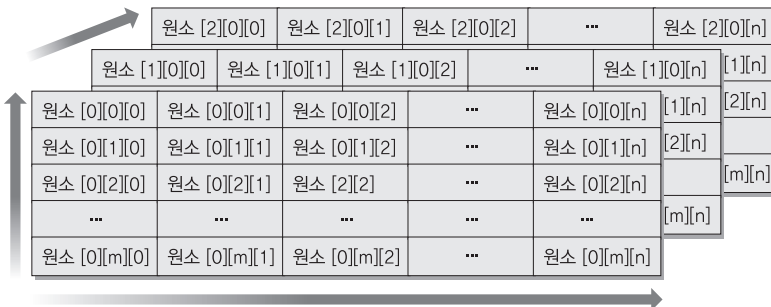 원소 [2][0][0] 원소 [2][0][1] 원소 [2][0][2] ··· 원소 [2][0][n]
원소 [1][0][0] 원소 [1][0][1] 원소 [1][0][2] ··· 원소 [1][0][n] [1][n]
원소 [0][0][0] 원소 [0][0][1] 원소 [0][0][2] ··· 원소 [0][0][n] [1][n] [2][n]
원소 [0][1][0] 원소 [0][1][1] 원소 [0][1][2] ··· 원소 [0][1][n] [2][n]
원소 [0][2][0] 원소 [0][2][1] 원소 [2][2] ··· 원소 [0][2][n] [m][n]
··· ··· ··· ··· ··· [m][n]
원소 [0][m][0] 원소 [0][m][1] 원소 [0][m][2] ··· 원소 [0][m][n]